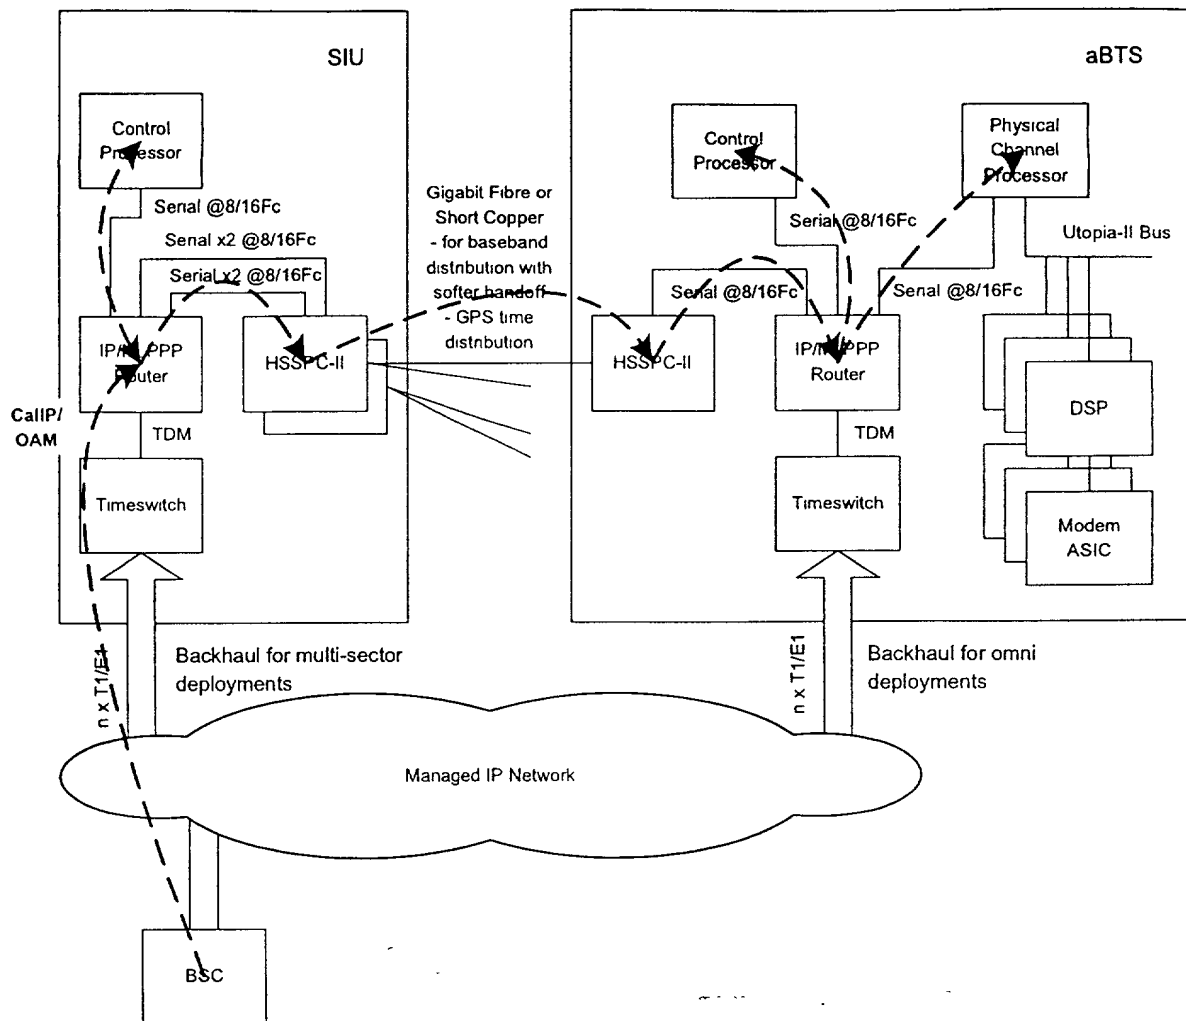 SIU
aBTS
Control
Processor
Control
Processor
Physical
Channel
Processor
Serial @8/16Fc
Serial x2 @8/16Fc
Serial x2 @8/16Fc
Gigabit Fibre or
Short Copper
- for baseband
distribution with
softer handoff
- GPS time
distribution
Serial @8/16Fc
Serial @8/16Fc
Serial @8/16Fc
Utopia-II Bus
PPP
Router
HSSPC-II
HSSPC-II
PPP
Router
DSP
CallP/
OAM
TDM
TDM
Timeswitch
Timeswitch
Modem
ASIC
n x T1/E1
Backhaul for multi-sector
deployments
n x T1/E1
Backhaul for omni
deployments
Managed IP Network
BSC